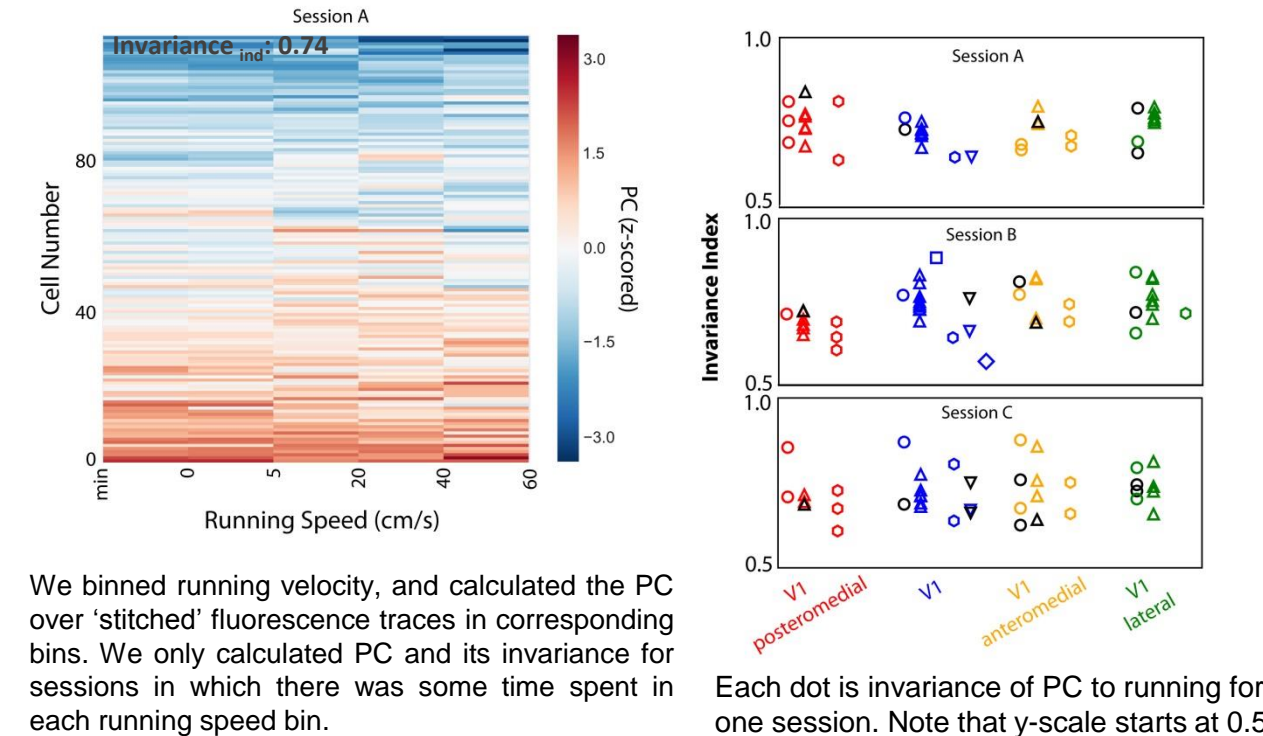 Session A
Invariance ind: 0.74
80
40
0
Cell Number
min
0
5
20
40
60
Running Speed (cm/s)
3.0
1.5
0.0
−1.5
−3.0
PC (z-scored)
We binned running velocity, and calculated the PC
over ‘stitched’ fluorescence traces in corresponding
bins. We only calculated PC and its invariance for
sessions in which there was some time spent in
each running speed bin.
Invariance Index
1.0
Session A
0.5
1.0
Session B
0.5
1.0
Session C
0.5
V1
posteromedial
V1
V1
anteromedial
V1
lateral
Each dot is invariance of PC to running for
one session. Note that y-scale starts at 0.5